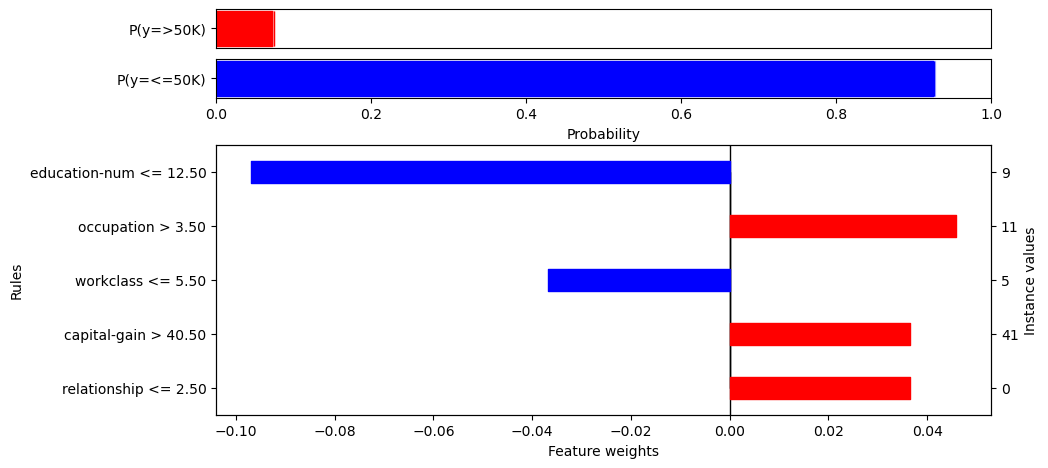 P(y=>50K)
P(y=<=50K)
0.0 0.2 0.4 0.6 0.8 1.0
Probability
education-num <= 12.50 9
occupation > 3.50 11
workclass <= 5.50 5
capital-gain > 40.50 41
relationship <= 2.50 0
Rules
Instance values
−0.10 −0.08 −0.06 −0.04 −0.02 0.00 0.02 0.04
Feature weights